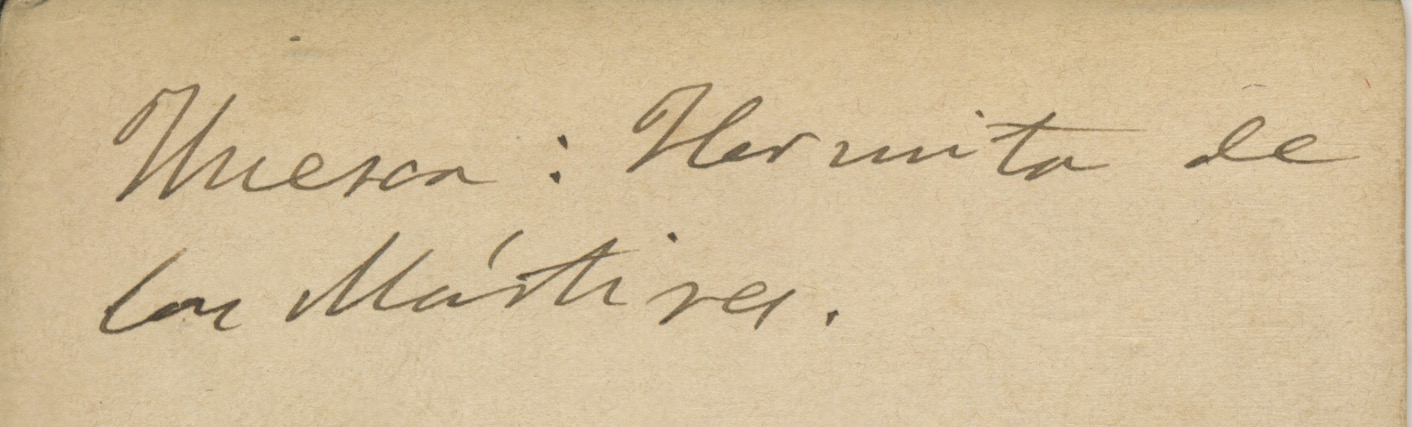 Huesca: Hermita de
los Mártires.